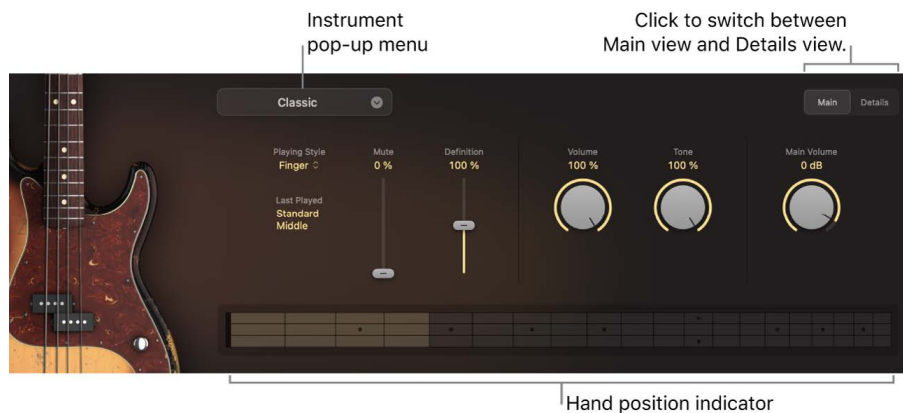 Instrument
pop-up menu
Click to switch between
Main view and Details view.
Classic
Main
Details
Playing Style
Finger
Mute
0 %
Definition
100 %
Volume
100 %
Tone
100 %
Main Volume
0 dB
Last Played
Standard
Middle
Hand position indicator